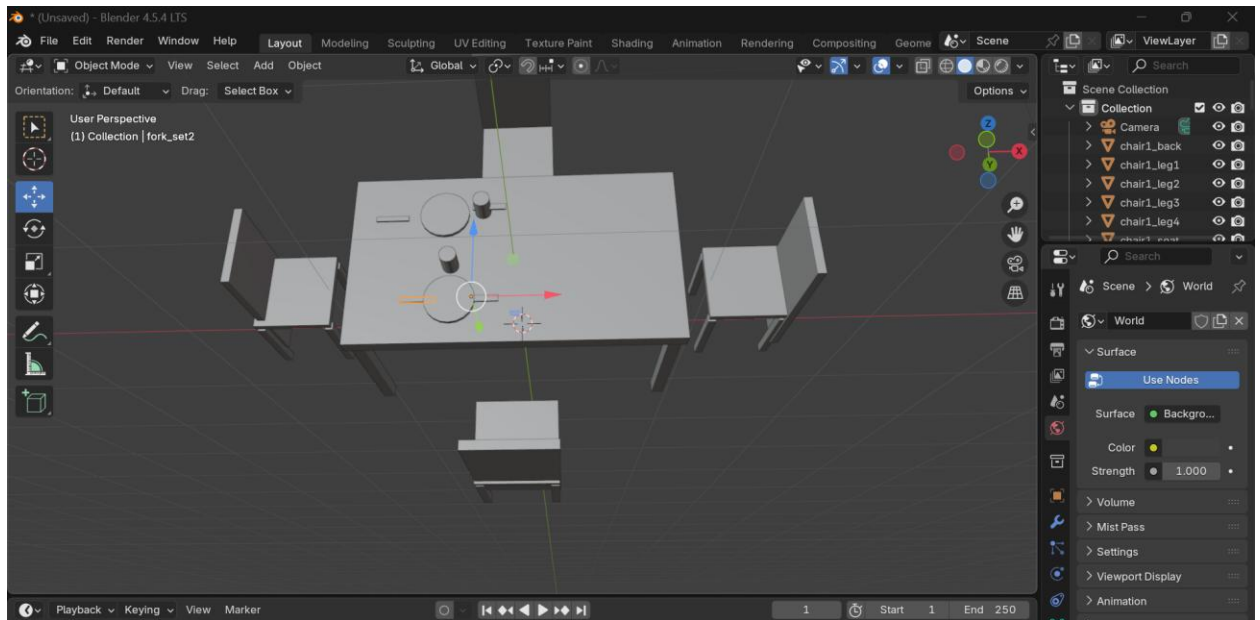 * (Unsaved) - Blender 4.5.4 LTS
File Edit Render Window Help Layout Modeling Sculpting UV Editing Texture Paint Shading Animation Rendering Compositing Geome Scene ViewLayer
Object Mode View Select Add Object Global Search
Orientation: Default Drag: Select Box Options
User Perspective
(1) Collection | fork_set2
Z
X
Y
Scene Collection
Collection
Camera
chair1_back
chair1_leg1
chair1_leg2
chair1_leg3
chair1_leg4
chair1_seat
Search
Scene > World
World
Surface
Use Nodes
Surface Backgro...
Color
Strength 1.000
Volume
Mist Pass
Settings
Viewport Display
Animation
Playback Keying View Marker 1 Start 1 End 250